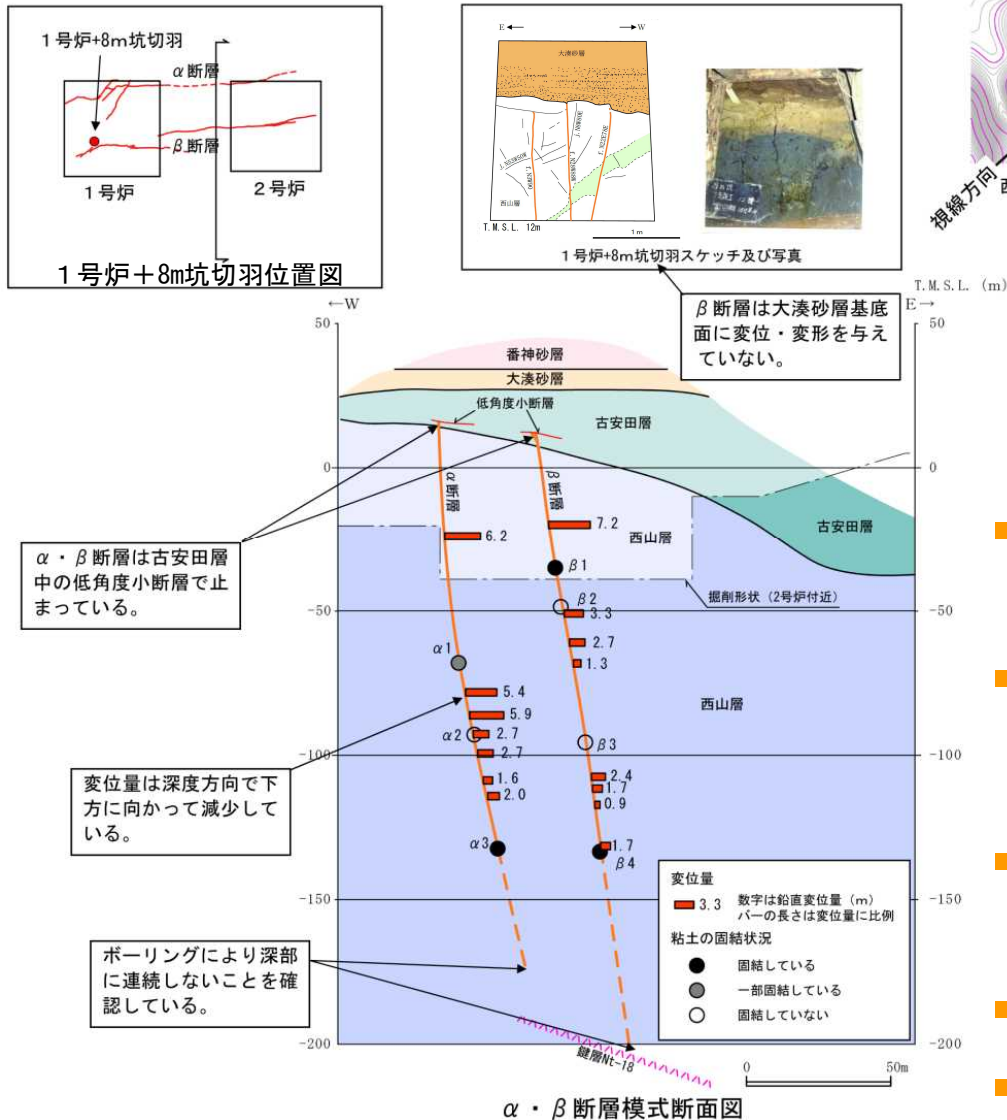 1号炉+8m坑切羽
α断層
β断層
1号炉
2号炉
1号炉+8m坑切羽位置図
E
W
大湊砂層
西山層
T.M.S.L. 12m
1m
1号炉+8m坑切羽スケッチ及び写真
視線方向
T.M.S.L. (m)
←W
E→
β断層は大湊砂層基底
面に変位・変形を与え
ていない。
50
50
番神砂層
大湊砂層
低角度小断層
古安田層
0
0
α断層
β断層
古安田層
6.2
7.2
西山層
β1
α・β断層は古安田層
中の低角度小断層で止
まっている。
掘削形状（2号炉付近）
-50
-50
β2
3.3
2.7
1.3
α1
西山層
5.4
5.9
α2
2.7
2.7
β3
-100
-100
1.6
2.0
2.4
1.7
0.9
変位量は深度方向で下
方に向かって減少して
いる。
α3
1.7
β4
変位量
3.3
数字は鉛直変位量（m）
バーの長さは変位量に比例
粘土の固結状況
固結している
一部固結している
固結していない
-150
-150
ボーリングにより深部
に連続しないことを確
認している。
-200
-200
鍵層Nt-18
0
50m
α・β断層模式断面図